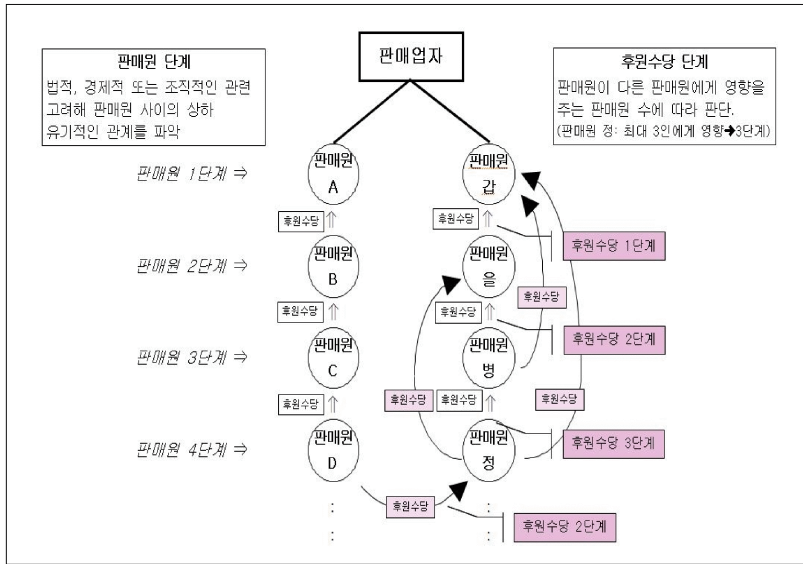 판매업자
판매원 단계
법적, 경제적 또는 조직적인 관련
고려해 판매원 사이의 상하
유기적인 관계를 파악
후원수당 단계
판매원이 다른 판매원에게 영향을
주는 판매원 수에 따라 판단.
(판매원 정: 최대 3인에게 영향➔3단계)
판매원 1단계 ⇒
판매원
A
판매원
갑
후원수당 ⇑
후원수당 ⇑
후원수당 1단계
판매원 2단계 ⇒
판매원
B
판매원
을
후원수당
후원수당 ⇑
후원수당 ⇑
후원수당 2단계
판매원 3단계 ⇒
판매원
C
판매원
병
후원수당 ⇑
후원수당
후원수당 ⇑
후원수당
판매원 4단계 ⇒
판매원
D
판매원
정
후원수당 3단계
:
후원수당
:
후원수당 2단계
:
: